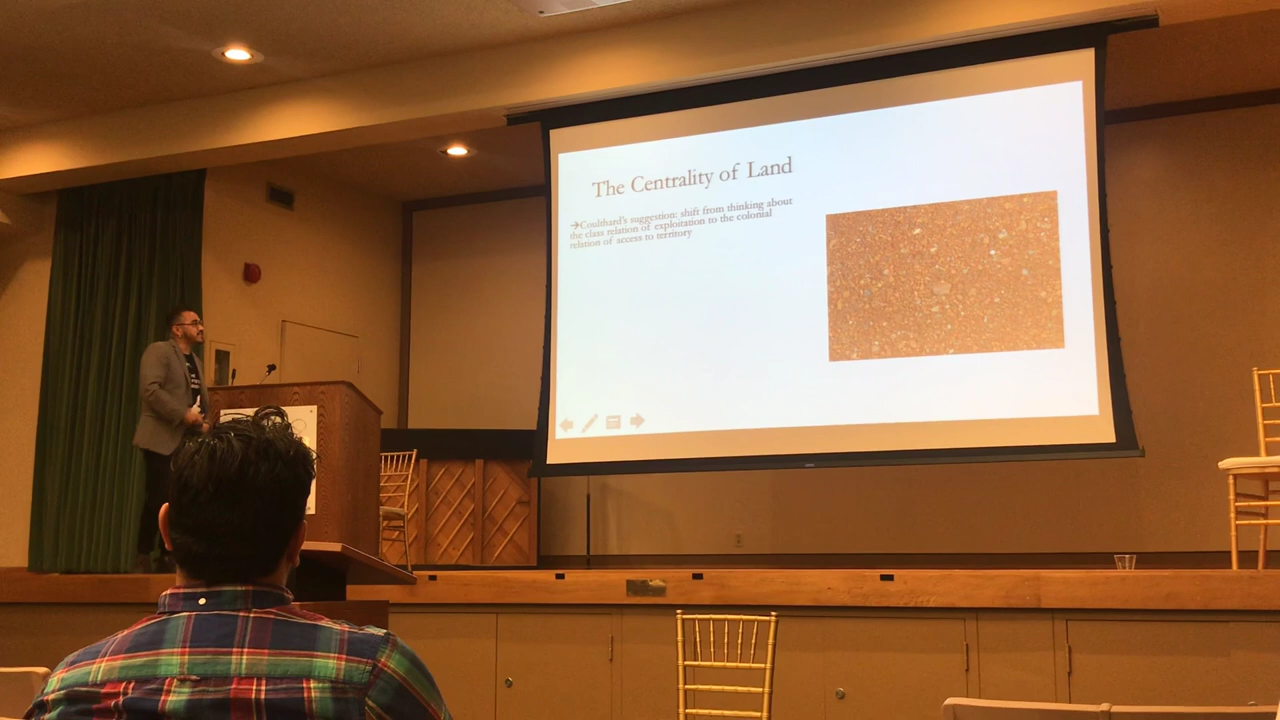 The Centrality of Land
→Coulthard's suggestion: shift from thinking about
the class relation of exploitation to the colonial
relation of access to territory